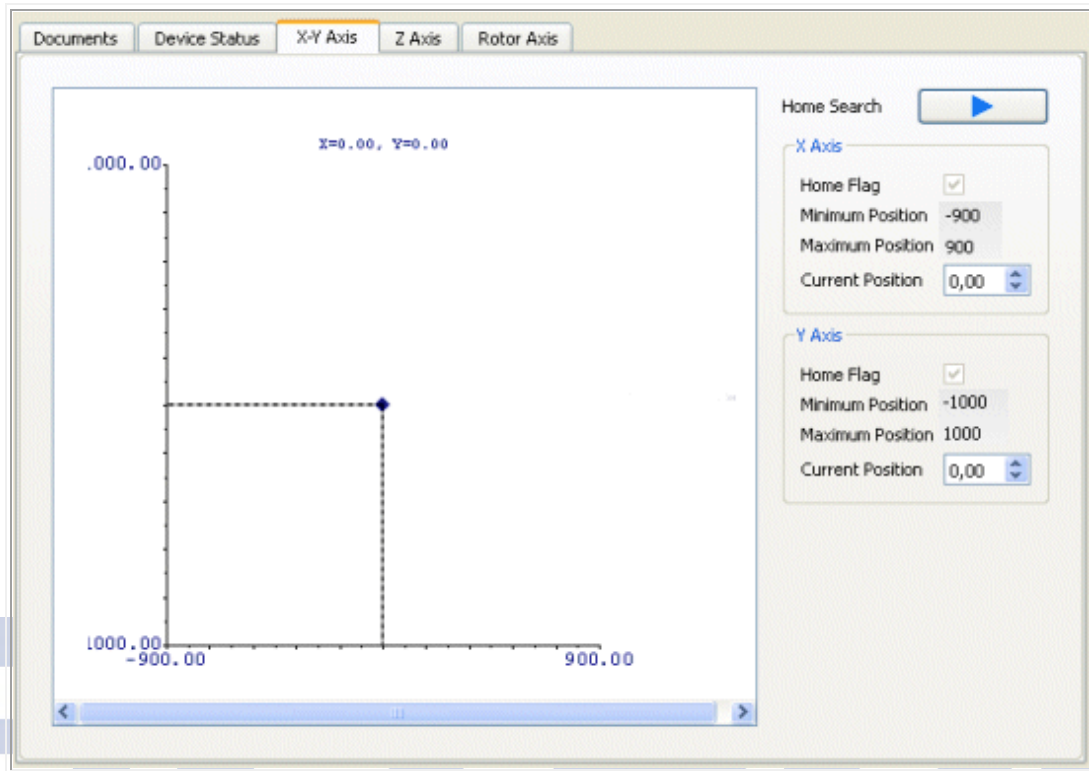 Documents Device Status X-Y Axis Z Axis Rotor Axis
X=0.00, Y=0.00
.000.00
1000.00
-900.00 900.00
Home Search
X Axis
Home Flag
Minimum Position -900
Maximum Position 900
Current Position 0,00
Y Axis
Home Flag
Minimum Position -1000
Maximum Position 1000
Current Position 0,00